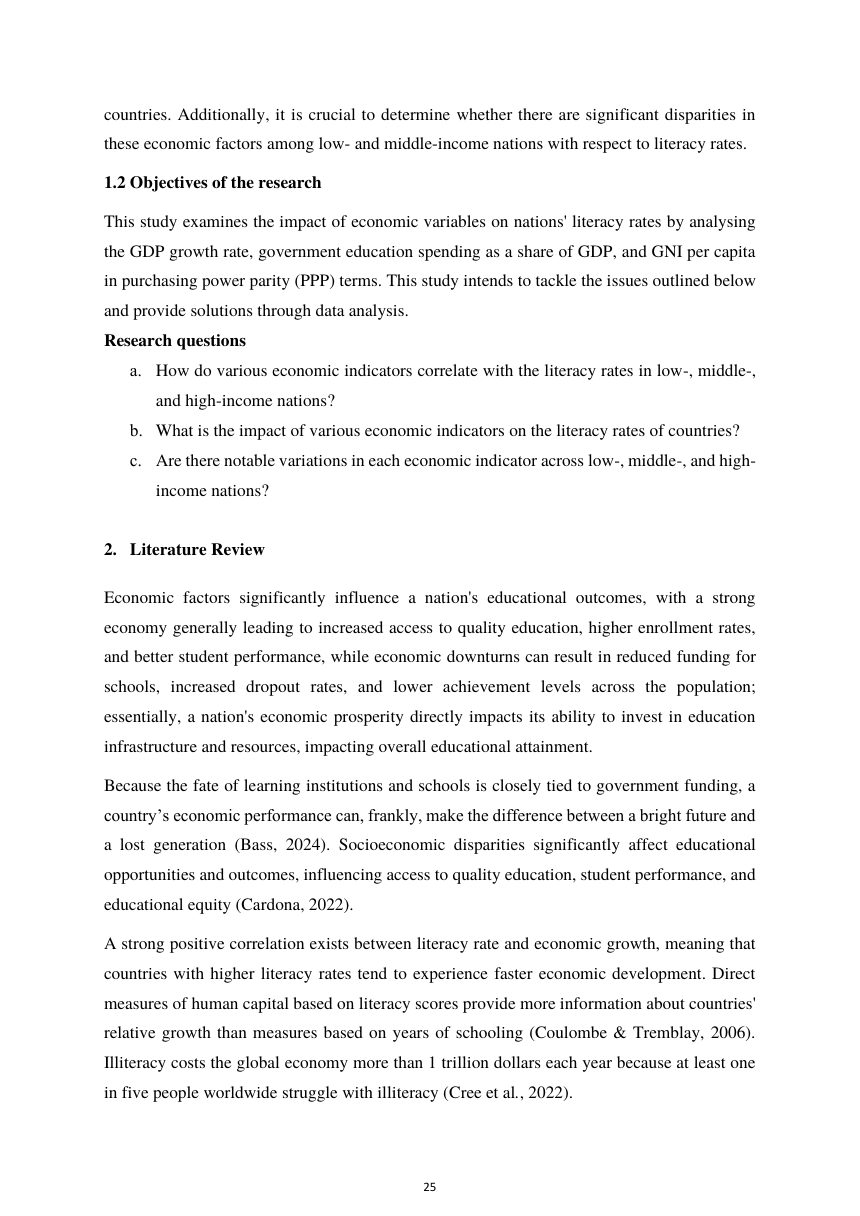 countries. Additionally, it is crucial to determine whether there are significant disparities in
these economic factors among low- and middle-income nations with respect to literacy rates.
1.2 Objectives of the research
This study examines the impact of economic variables on nations' literacy rates by analysing
the GDP growth rate, government education spending as a share of GDP, and GNI per capita
in purchasing power parity (PPP) terms. This study intends to tackle the issues outlined below
and provide solutions through data analysis.
Research questions
a. How do various economic indicators correlate with the literacy rates in low-, middle-,
and high-income nations?
b. What is the impact of various economic indicators on the literacy rates of countries?
c. Are there notable variations in each economic indicator across low-, middle-, and high-
income nations?
2. Literature Review
Economic factors significantly influence a nation's educational outcomes, with a strong
economy generally leading to increased access to quality education, higher enrollment rates,
and better student performance, while economic downturns can result in reduced funding for
schools, increased dropout rates, and lower achievement levels across the population;
essentially, a nation's economic prosperity directly impacts its ability to invest in education
infrastructure and resources, impacting overall educational attainment.
Because the fate of learning institutions and schools is closely tied to government funding, a
country’s economic performance can, frankly, make the difference between a bright future and
a lost generation (Bass, 2024). Socioeconomic disparities significantly affect educational
opportunities and outcomes, influencing access to quality education, student performance, and
educational equity (Cardona, 2022).
A strong positive correlation exists between literacy rate and economic growth, meaning that
countries with higher literacy rates tend to experience faster economic development. Direct
measures of human capital based on literacy scores provide more information about countries'
relative growth than measures based on years of schooling (Coulombe & Tremblay, 2006).
Illiteracy costs the global economy more than 1 trillion dollars each year because at least one
in five people worldwide struggle with illiteracy (Cree et al., 2022).
25